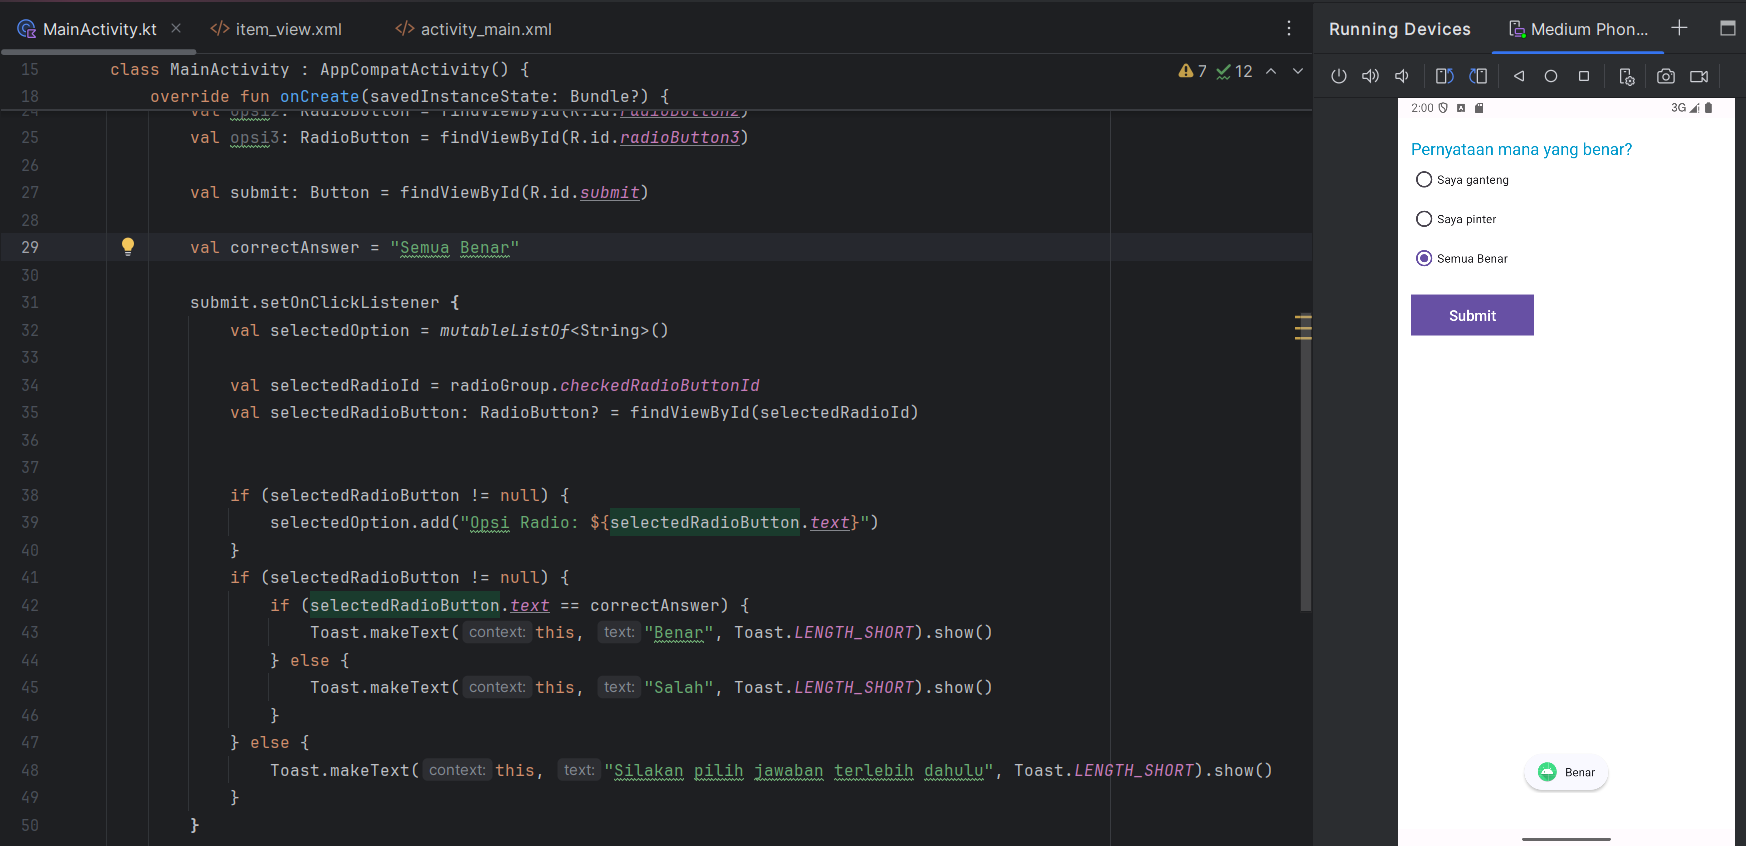 MainActivity.kt
item_view.xml
activity_main.xml
Running Devices
Medium Phon...
15 class MainActivity : AppCompatActivity() {
7 12
18 override fun onCreate(savedInstanceState: Bundle?) {
24 val opsi2: RadioButton = findViewById(R.id.radioButton2)
25 val opsi3: RadioButton = findViewById(R.id.radioButton3)
26
27 val submit: Button = findViewById(R.id.submit)
28
29 val correctAnswer = "Semua Benar"
30
31 submit.setOnClickListener {
32 val selectedOption = mutableListOf<String>()
33
34 val selectedRadioId = radioGroup.checkedRadioButtonId
35 val selectedRadioButton: RadioButton? = findViewById(selectedRadioId)
36
37
38 if (selectedRadioButton != null) {
39 selectedOption.add("Opsi Radio: ${selectedRadioButton.text}")
40 }
41 if (selectedRadioButton != null) {
42 if (selectedRadioButton.text == correctAnswer) {
43 Toast.makeText( context: this, text: "Benar", Toast.LENGTH_SHORT).show()
44 } else {
45 Toast.makeText( context: this, text: "Salah", Toast.LENGTH_SHORT).show()
46 }
47 } else {
48 Toast.makeText( context: this, text: "Silakan pilih jawaban terlebih dahulu", Toast.LENGTH_SHORT).show()
49 }
50 }
2:00
3G
Pernyataan mana yang benar?
Saya ganteng
Saya pinter
Semua Benar
Submit
Benar